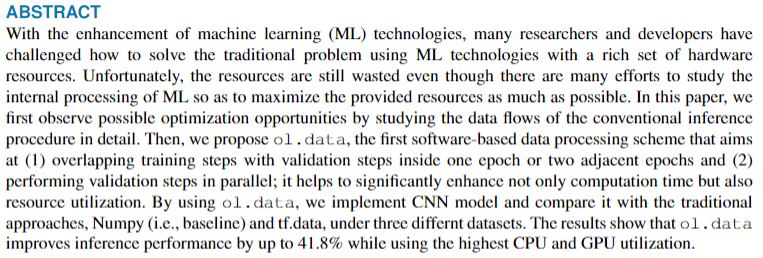 ABSTRACT
With the enhancement of machine learning (ML) technologies, many researchers and developers have
challenged how to solve the traditional problem using ML technologies with a rich set of hardware
resources. Unfortunately, the resources are still wasted even though there are many efforts to study the
internal processing of ML so as to maximize the provided resources as much as possible. In this paper, we
first observe possible optimization opportunities by studying the data flows of the conventional inference
procedure in detail. Then, we propose ol.data, the first software-based data processing scheme that aims
at (1) overlapping training steps with validation steps inside one epoch or two adjacent epochs and (2)
performing validation steps in parallel; it helps to significantly enhance not only computation time but also
resource utilization. By using ol.data, we implement CNN model and compare it with the traditional
approaches, Numpy (i.e., baseline) and tf.data, under three differnt datasets. The results show that ol.data
improves inference performance by up to 41.8% while using the highest CPU and GPU utilization.